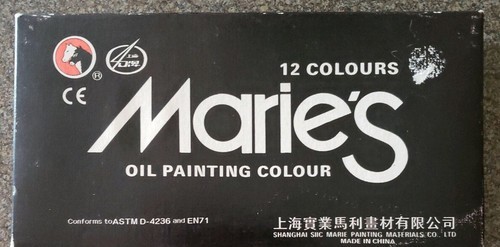 12 COLOURS
®
CE
Marie's
OIL PAINTING COLOUR
Conforms to ASTM D-4236 and EN71
上海實業馬利畫材有限公司
SHANGHAI SIIC MARIE PAINTING MATERIALS CO. LTD
MADE IN CHINA